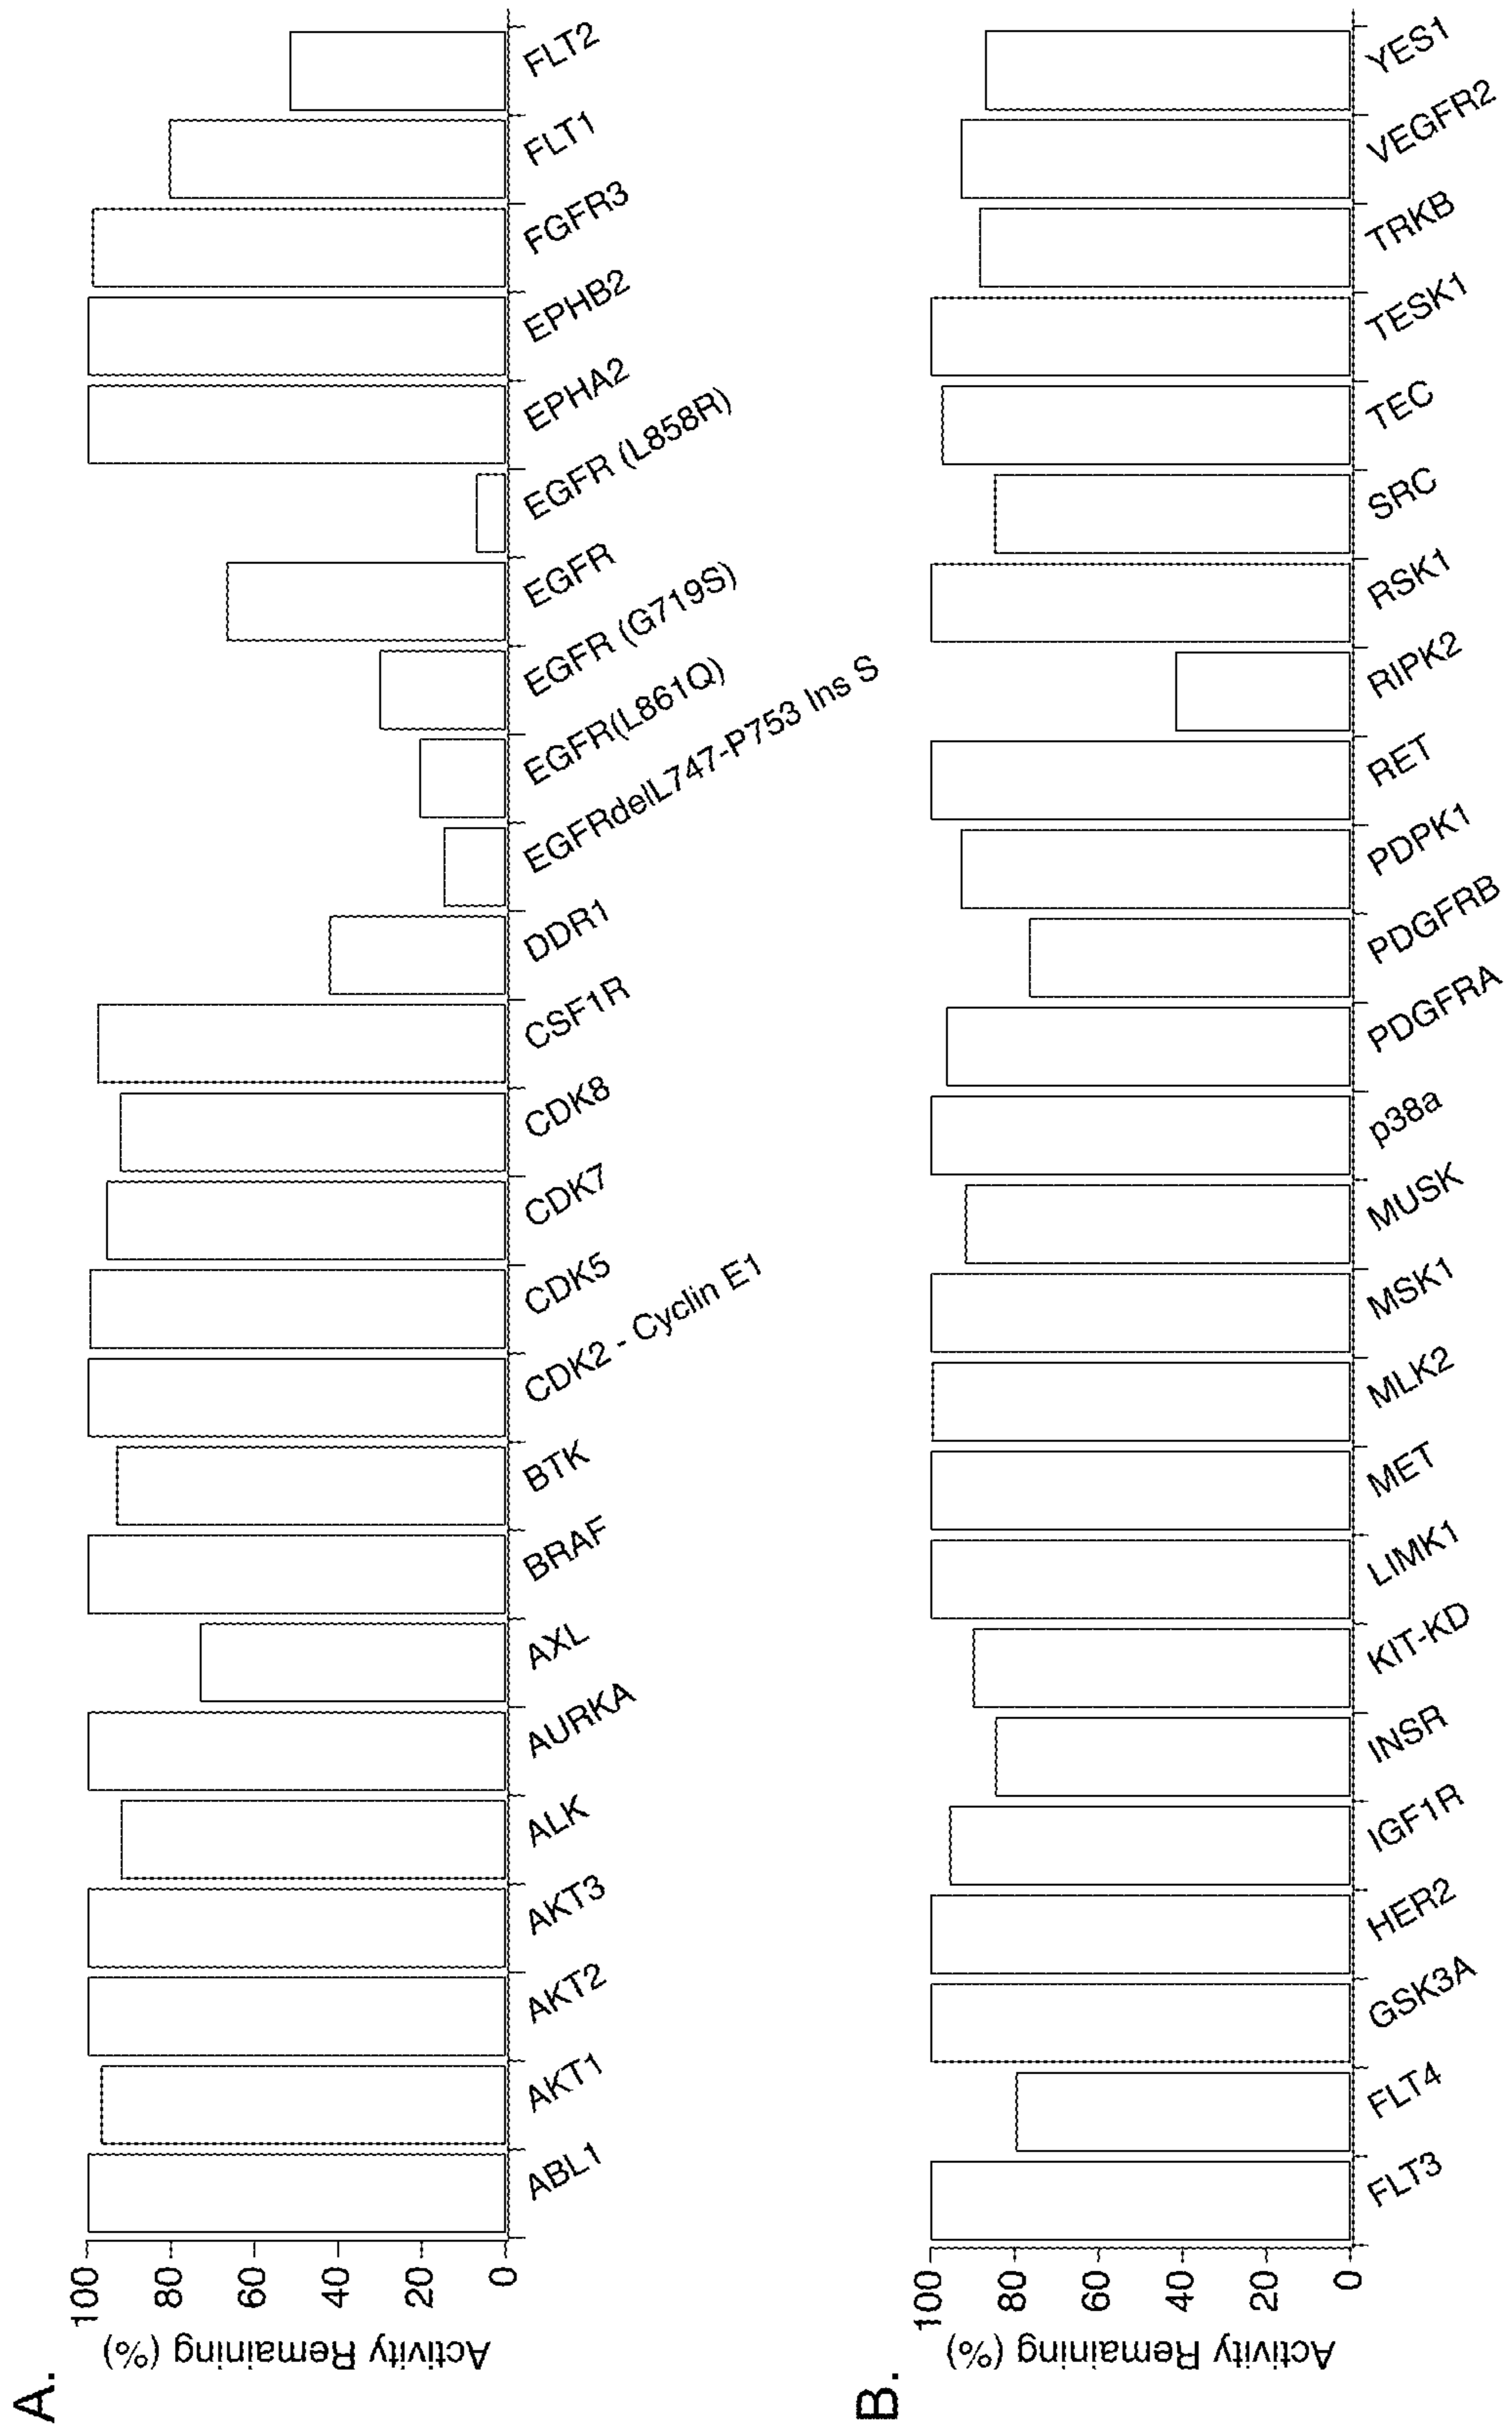 A.
Activity Remaining (%)
100
80
60
40
20
0
ABL1
AKT1
AKT2
AKT3
ALK
AURKA
AXL
BRAF
BTK
CDK2 - Cyclin E1
CDK5
CDK7
CDK8
CSF1R
DDR1
EGFRdelL747-P753 Ins S
EGFR(L861Q)
EGFR (G719S)
EGFR
EGFR (L858R)
EPHA2
EPHB2
FGFR3
FLT1
FLT2
B.
Activity Remaining (%)
100
80
60
40
20
0
FLT3
FLT4
GSK3A
HER2
IGF1R
INSR
KIT-KD
LIMK1
MET
MLK2
MSK1
MUSK
p38a
PDGFRA
PDGFRB
PDPK1
RET
RIPK2
RSK1
SRC
TEC
TESK1
TRKB
VEGFR2
YES1